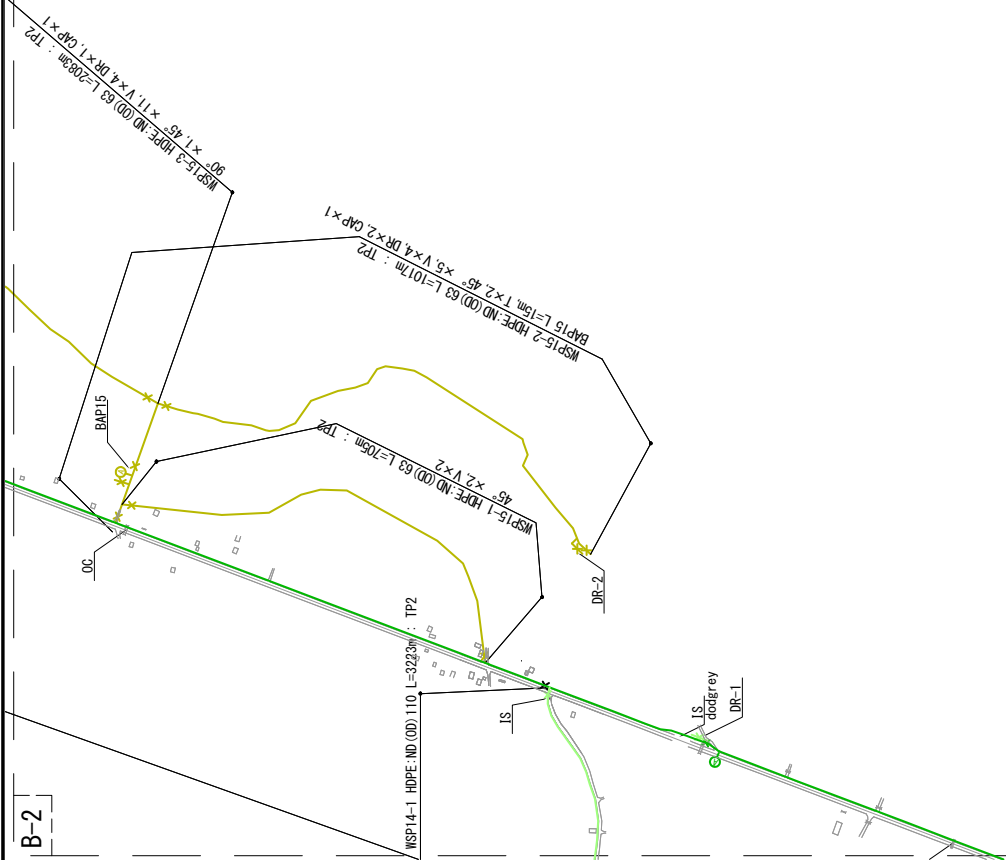 WSP15-3 HDPE:ND(OD)63 L=2083m : TP2
90° ×1, 45° ×11, V×4, DR×1, CAP×1
WSP15-2 HDPE:ND(OD)63 L=1017m : TP2
BAP15 L=15m, T×2, 45° ×5, V×4, DR×2, CAP×1
BAP15
WSP15-1 HDPE:ND(OD)63 L=705m : TP2
45° ×2, V×2
OC
DR-2
WSP14-1 HDPE:ND(OD)110 L=3223m : TP2
IS
IS
dodgrey
DR-1
B-2